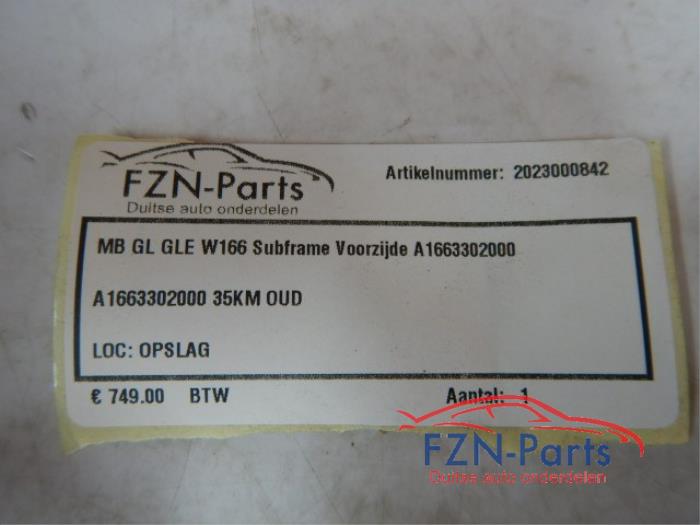 FZN-Parts
Duitse auto onderdelen
Artikelnummer: 2023000842
MB GL GLE W166 Subframe Voorzijde A1663302000
A1663302000 35KM OUD
LOC: OPSLAG
€ 749.00 BTW Aantal: 1
FZN-Parts
Duitse auto onderdelen